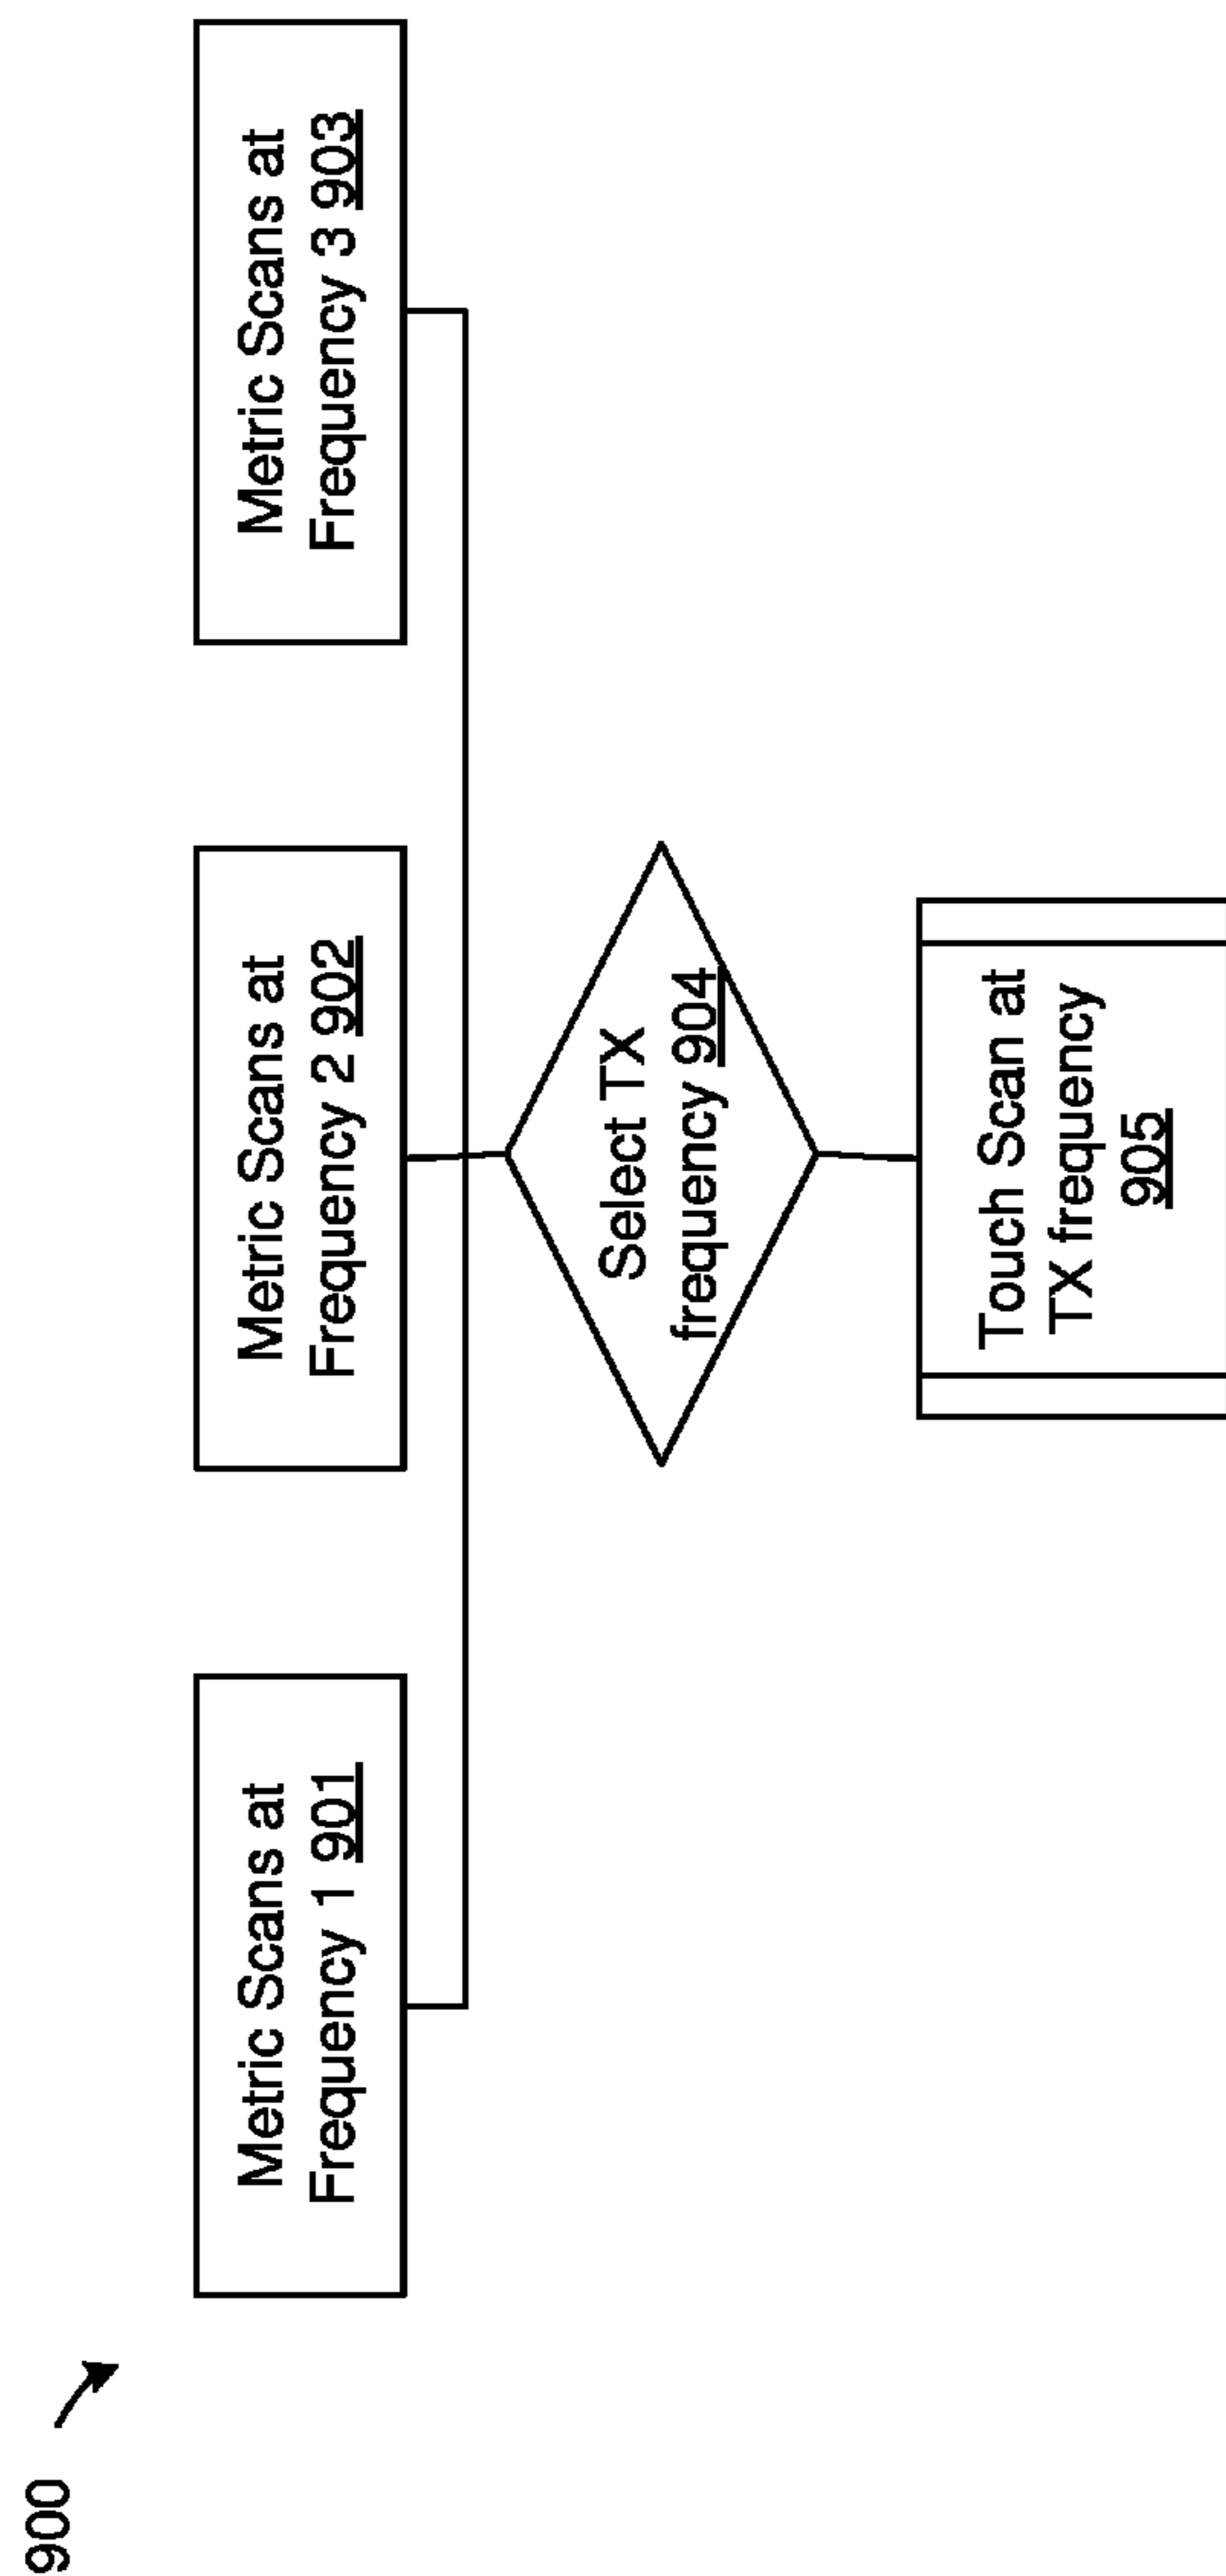 900
Metric Scans at
Frequency 1 901
Metric Scans at
Frequency 2 902
Metric Scans at
Frequency 3 903
Select TX
frequency 904
Touch Scan at
TX frequency
905